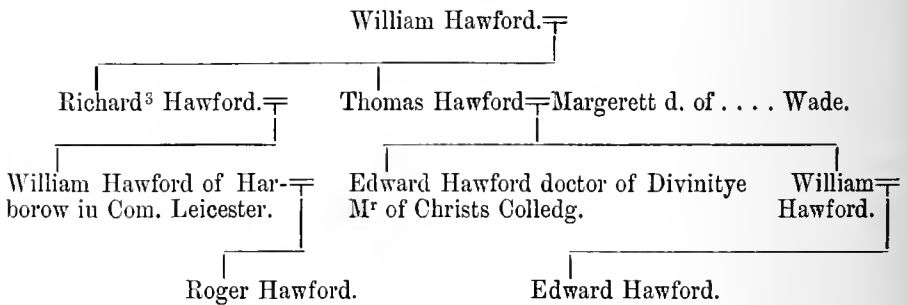 William Hawford.
Richard³ Hawford. Thomas Hawford Margerett d. of . . . . Wade.
William Hawford of Har- Edward Hawford doctor of Divinitye William
borow iu Com. Leicester. Mʳ of Christs Colledg. Hawford.
Roger Hawford. Edward Hawford.